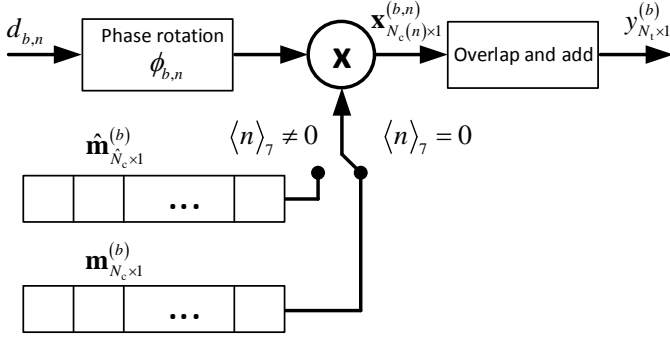 d_{b,n}
Phase rotation
ϕ_{b,n}
x
x^{(b,n)}_{N_c(n)×1}
Overlap and add
y^{(b)}_{N_t×1}
⟨n⟩_7 ≠ 0
⟨n⟩_7 = 0
m̂^{(b)}_{N̂_c×1}
...
m^{(b)}_{N_c×1}
...